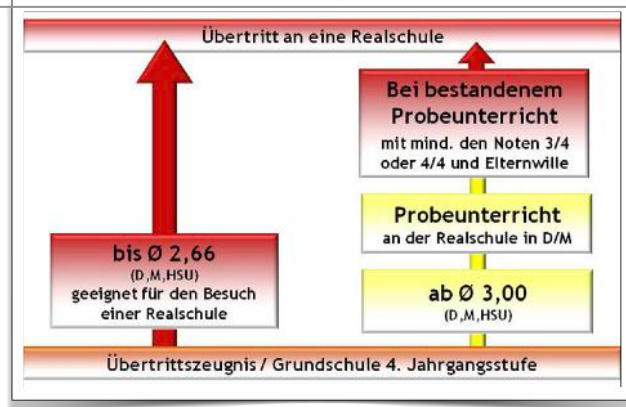 Übertritt an eine Realschule
Bei bestandenem
Probeunterricht
mit mind. den Noten 3/4
oder 4/4 und Elternwille
Probeunterricht
an der Realschule in D/M
bis Ø 2,66
(D,M,HSU)
geeignet für den Besuch
einer Realschule
ab Ø 3,00
(D,M,HSU)
Übertrittszeugnis / Grundschule 4. Jahrgangsstufe